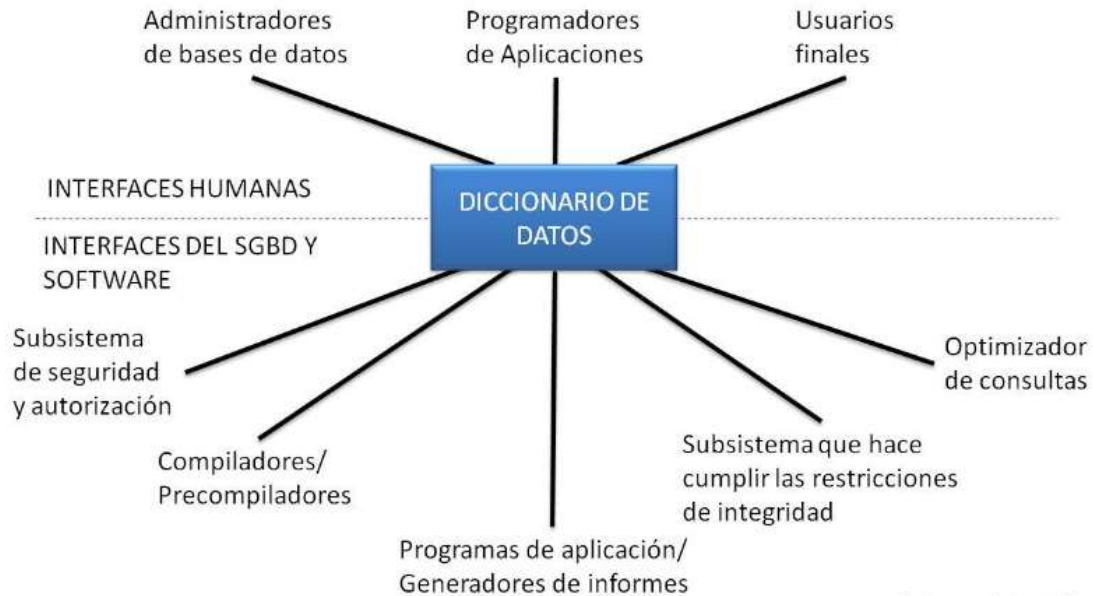 Administradores
de bases de datos
Programadores
de Aplicaciones
Usuarios
finales
INTERFACES HUMANAS
DICCIONARIO DE
DATOS
INTERFACES DEL SGBD Y
SOFTWARE
Subsistema
de seguridad
y autorización
Compiladores/
Precompiladores
Programas de aplicación/
Generadores de informes
Subsistema que hace
cumplir las restricciones
de integridad
Optimizador
de consultas